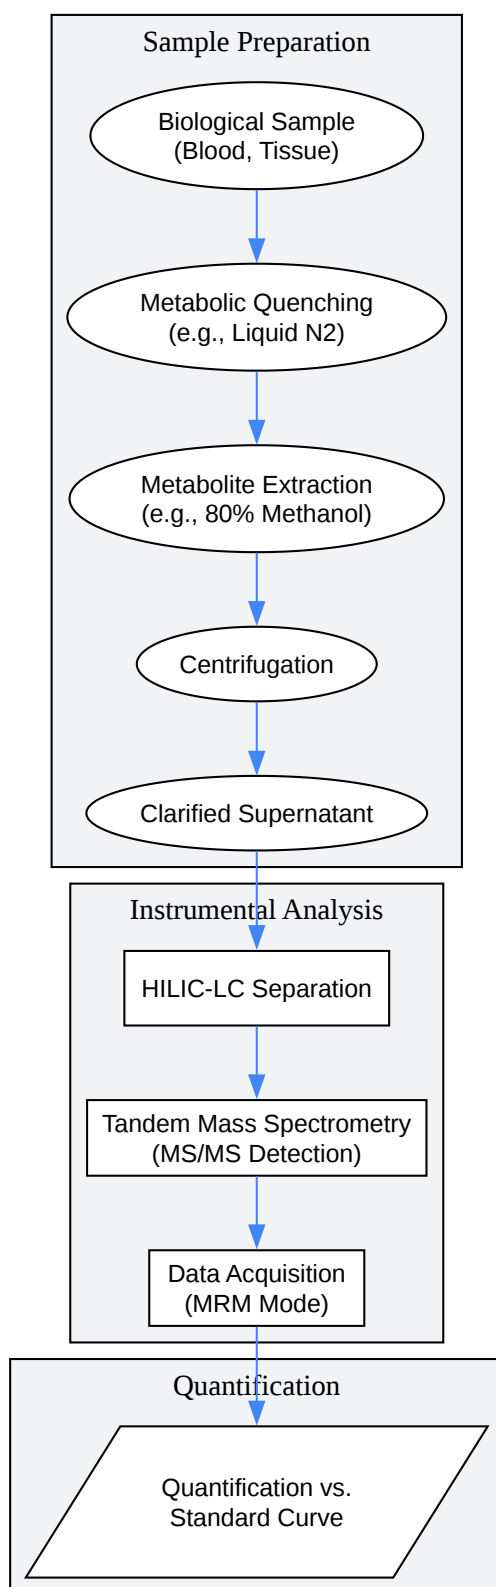 Sample Preparation
Biological Sample
(Blood, Tissue)
Metabolic Quenching
(e.g., Liquid N2)
Metabolite Extraction
(e.g., 80% Methanol)
Centrifugation
Clarified Supernatant
Instrumental Analysis
HILIC-LC Separation
Tandem Mass Spectrometry
(MS/MS Detection)
Data Acquisition
(MRM Mode)
Quantification
Quantification vs.
Standard Curve